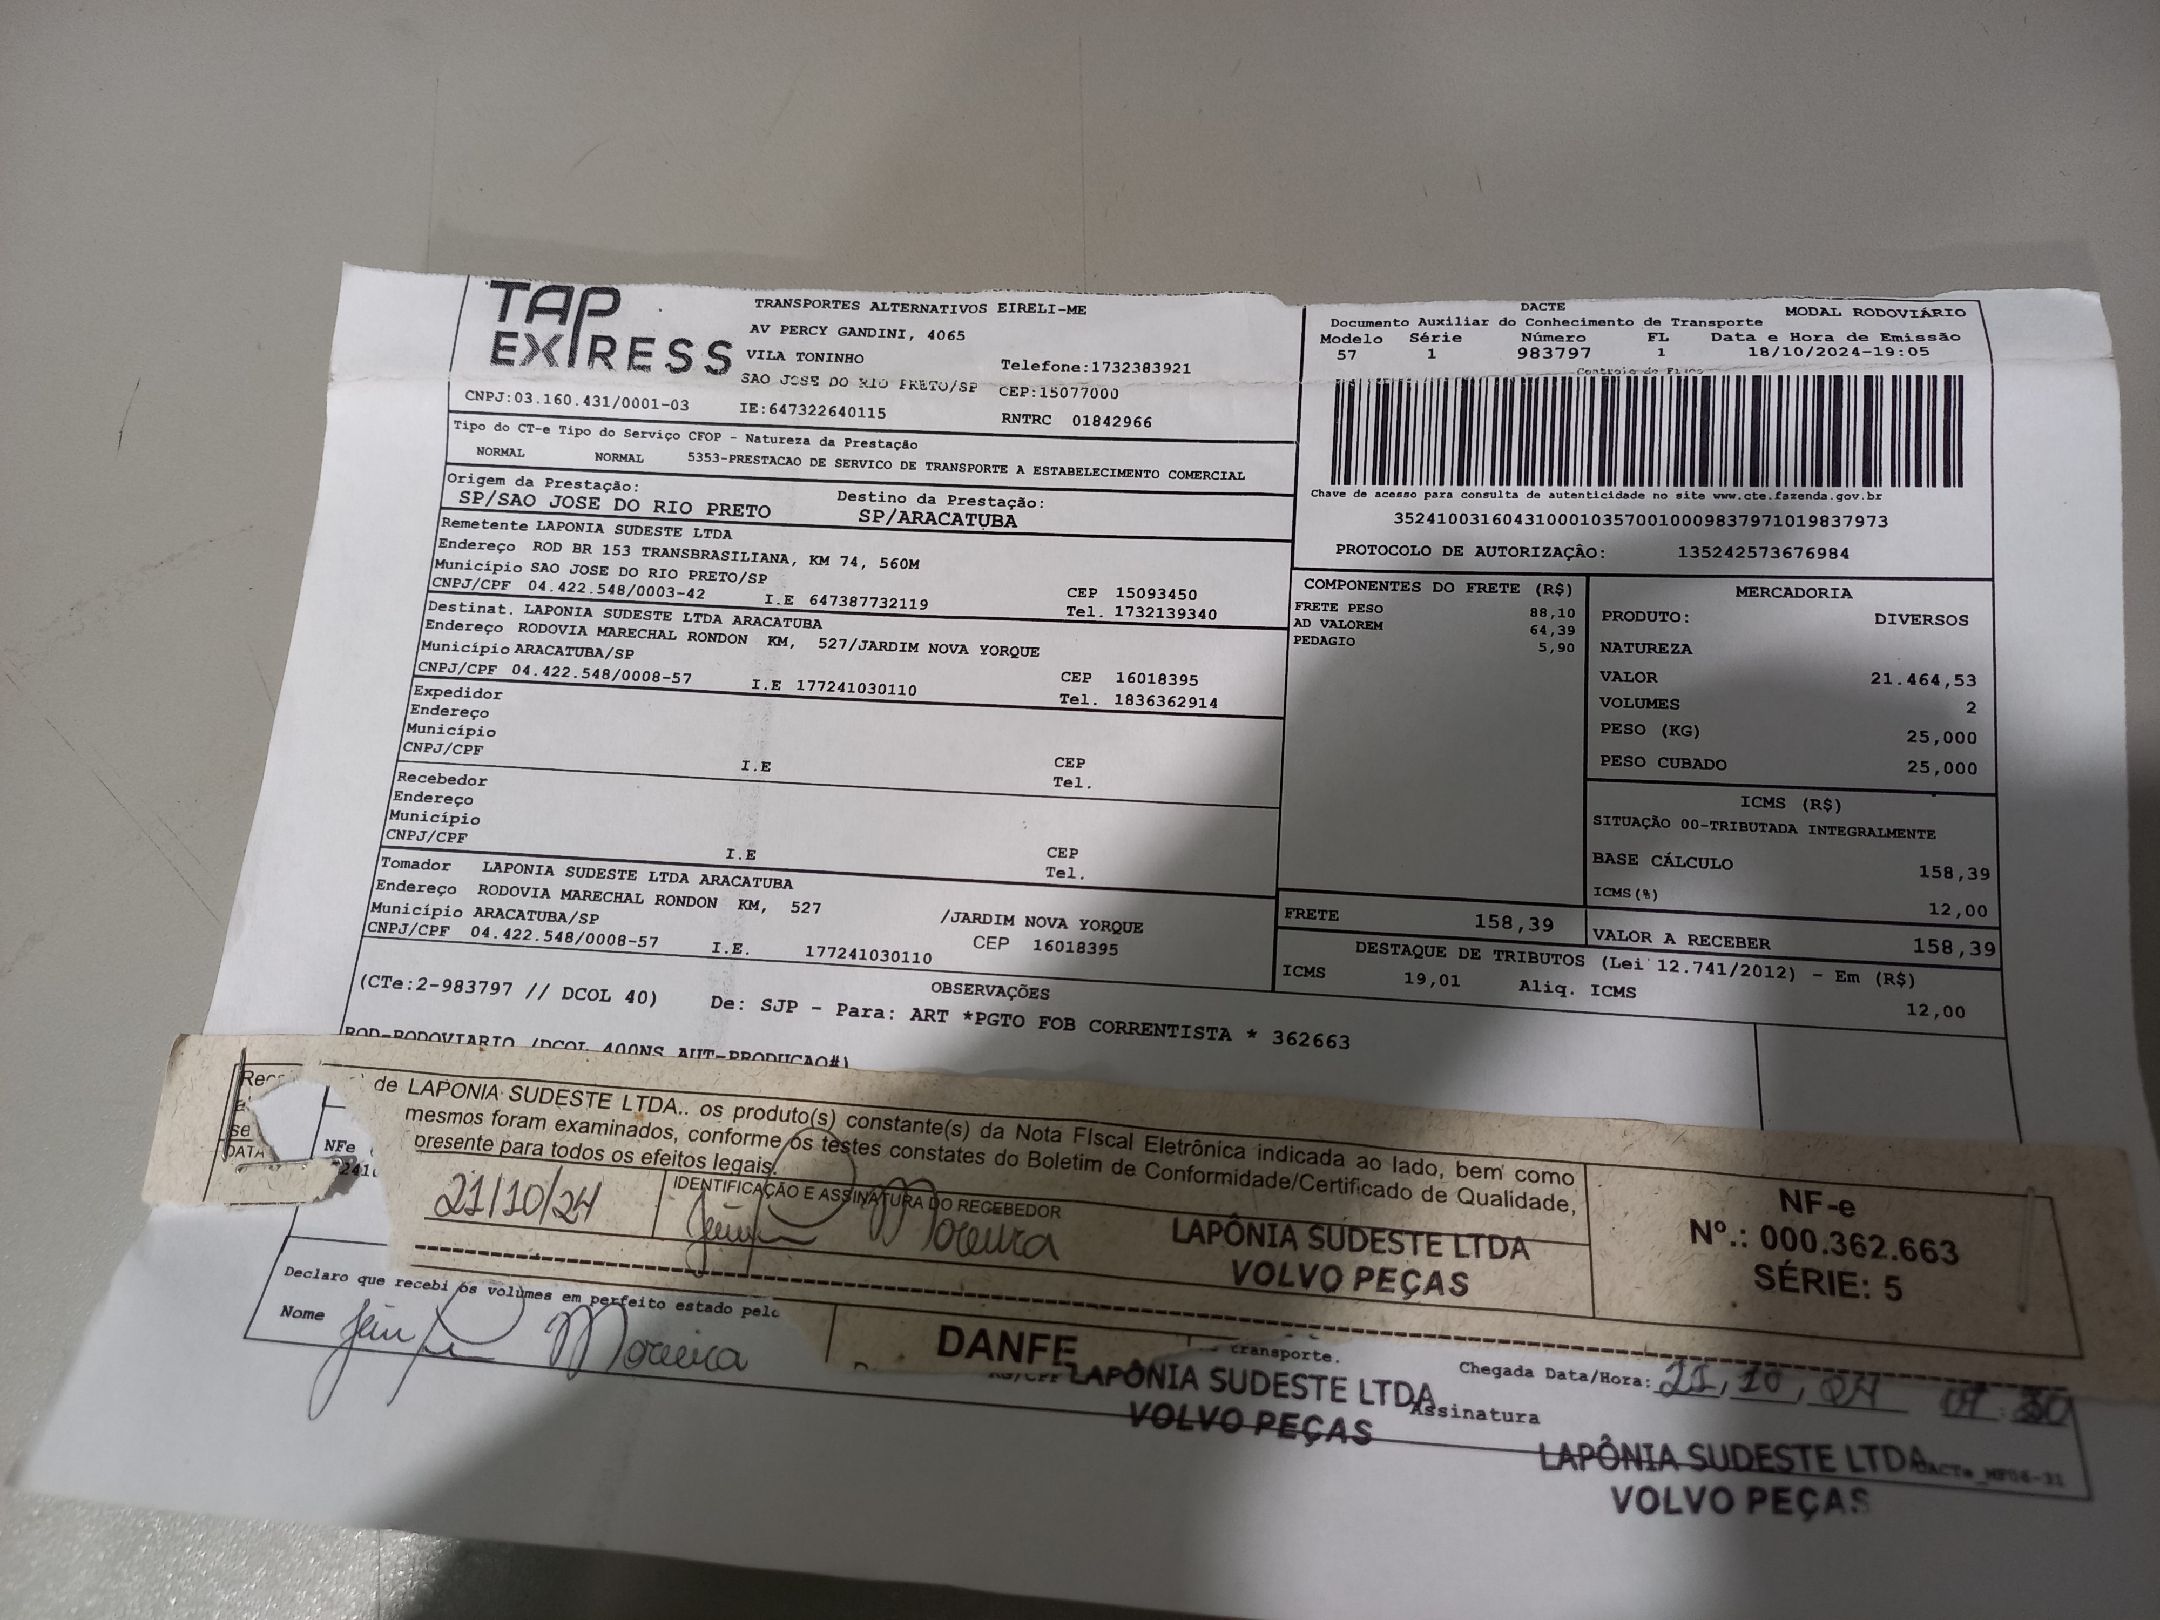 TAP EXPRESS
TRANSPORTES ALTERNATIVOS EIRELI-ME
AV PERCY GANDINI, 4065
VILA TONINHO
Telefone:1732383921
SAO JOSE DO RIO PRETO/SP CEP:15077000
CNPJ:03.160.431/0001-03 IE:647322640115 RNTRC 01842966
Tipo do CT-e Tipo do Serviço CFOP - Natureza da Prestação
NORMAL NORMAL 5353-PRESTACAO DE SERVICO DE TRANSPORTE A ESTABELECIMENTO COMERCIAL
Origem da Prestação: Destino da Prestação:
SP/SAO JOSE DO RIO PRETO SP/ARACATUBA
Remetente LAPONIA SUDESTE LTDA
Endereço ROD BR 153 TRANSBRASILIANA, KM 74, 560M
Município SAO JOSE DO RIO PRETO/SP CEP 15093450
CNPJ/CPF 04.422.548/0003-42 I.E 647387732119 Tel. 1732139340
Destinat. LAPONIA SUDESTE LTDA ARACATUBA
Endereço RODOVIA MARECHAL RONDON KM, 527/JARDIM NOVA YORQUE
Município ARACATUBA/SP CEP 16018395
CNPJ/CPF 04.422.548/0008-57 I.E 177241030110 Tel. 1836362914
Expedidor
Endereço
Município CEP
CNPJ/CPF I.E Tel.
Recebedor
Endereço
Município CEP
CNPJ/CPF I.E Tel.
Tomador LAPONIA SUDESTE LTDA ARACATUBA
Endereço RODOVIA MARECHAL RONDON KM, 527 /JARDIM NOVA YORQUE
Município ARACATUBA/SP CEP 16018395
CNPJ/CPF 04.422.548/0008-57 I.E. 177241030110
DACTE
MODAL RODOVIÁRIO
Documento Auxiliar do Conhecimento de Transporte
Modelo Série Número FL Data e Hora de Emissão
57 1 983797 1 18/10/2024-19:05
Controle do Fisco
Chave de acesso para consulta de autenticidade no site www.cte.fazenda.gov.br
35241003160431000103570010009837971019837973
PROTOCOLO DE AUTORIZAÇÃO: 135242573676984
COMPONENTES DO FRETE (R$)
FRETE PESO 88,10
AD VALOREM 64,39
PEDAGIO 5,90
MERCADORIA
PRODUTO: DIVERSOS
NATUREZA
VALOR 21.464,53
VOLUMES 2
PESO (KG) 25,000
PESO CUBADO 25,000
ICMS (R$)
SITUAÇÃO 00-TRIBUTADA INTEGRALMENTE
BASE CÁLCULO 158,39
ICMS(%) 12,00
FRETE 158,39 VALOR A RECEBER 158,39
DESTAQUE DE TRIBUTOS (Lei 12.741/2012) - Em (R$)
ICMS 19,01 Aliq. ICMS 12,00
OBSERVAÇÕES
(CTe:2-983797 // DCOL 40) De: SJP - Para: ART *PGTO FOB CORRENTISTA * 362663
ROD-RODOVIARIO /DCOL 400NS AUT-PRODUCAO#)
de LAPONIA SUDESTE LTDA.. os produto(s) constante(s) da Nota FIscal Eletrônica indicada ao lado, bem como
mesmos foram examinados, conforme os testes constates do Boletim de Conformidade/Certificado de Qualidade,
presente para todos os efeitos legais.
DATA
NFe
21/10/24
IDENTIFICAÇÃO E ASSINATURA DO RECEBEDOR
Moreira
LAPÔNIA SUDESTE LTDA
VOLVO PEÇAS
NF-e
Nº.: 000.362.663
SÉRIE: 5
Declaro que recebi os volumes em perfeito estado pelo
transporte.
Nome Moreira
DANFE
LAPÔNIA SUDESTE LTDA
VOLVO PEÇAS
Chegada Data/Hora: 21, 10, 24
Assinatura
LAPÔNIA SUDESTE LTDA
VOLVO PEÇAS